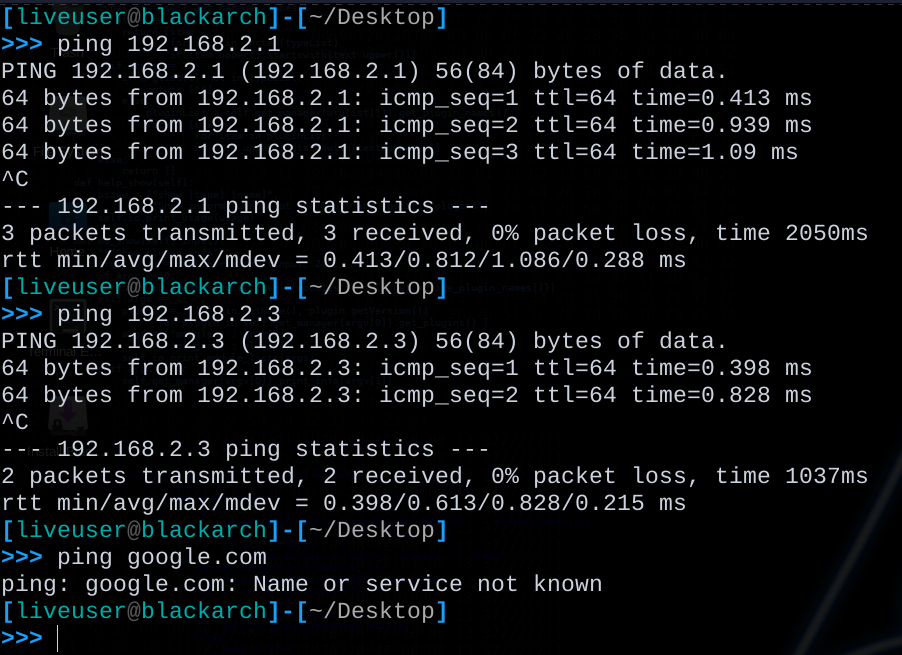 [liveuser@blackarch]-[~/Desktop]
>>> ping 192.168.2.1
PING 192.168.2.1 (192.168.2.1) 56(84) bytes of data.
64 bytes from 192.168.2.1: icmp_seq=1 ttl=64 time=0.413 ms
64 bytes from 192.168.2.1: icmp_seq=2 ttl=64 time=0.939 ms
64 bytes from 192.168.2.1: icmp_seq=3 ttl=64 time=1.09 ms
^C
--- 192.168.2.1 ping statistics ---
3 packets transmitted, 3 received, 0% packet loss, time 2050ms
rtt min/avg/max/mdev = 0.413/0.812/1.086/0.288 ms
[liveuser@blackarch]-[~/Desktop]
>>> ping 192.168.2.3
PING 192.168.2.3 (192.168.2.3) 56(84) bytes of data.
64 bytes from 192.168.2.3: icmp_seq=1 ttl=64 time=0.398 ms
64 bytes from 192.168.2.3: icmp_seq=2 ttl=64 time=0.828 ms
^C
--- 192.168.2.3 ping statistics ---
2 packets transmitted, 2 received, 0% packet loss, time 1037ms
rtt min/avg/max/mdev = 0.398/0.613/0.828/0.215 ms
[liveuser@blackarch]-[~/Desktop]
>>> ping google.com
ping: google.com: Name or service not known
[liveuser@blackarch]-[~/Desktop]
>>>